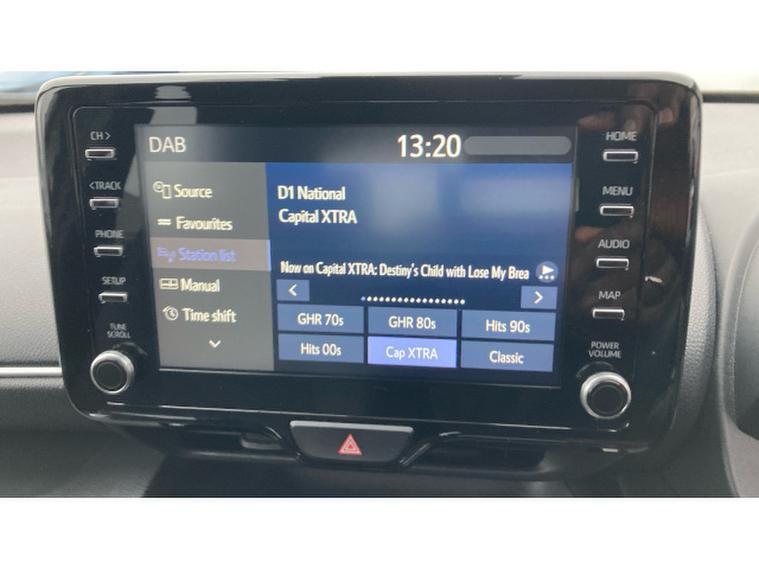 CH >
< TRACK
PHONE
SETUP
TUNE
SCROLL
DAB
13:20
Source
Favourites
Station list
Manual
Time shift
D1 National
Capital XTRA
Now on Capital XTRA: Destiny's Child with Lose My Brea
<
>
GHR 70s
GHR 80s
Hits 90s
Hits 00s
Cap XTRA
Classic
HOME
MENU
AUDIO
MAP
POWER
VOLUME